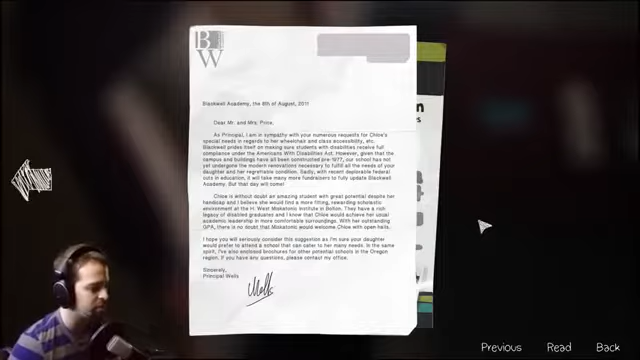 B
W
Blackwell Academy, the 8th of August, 2011
Dear Mr. and Mrs. Price,
As Principal, I am in sympathy with your numerous requests for Chloe's
special needs in regards to her wheelchair and class accessibility, etc.
Blackwell prides itself on making sure students with disabilities receive full
compliance under the Americans With Disabilities Act. However, given that the
campus and buildings have all been constructed pre-1977, our school has not
yet undergone the modern renovations necessary to fulfill all the needs of your
daughter and her regrettable condition. Sadly, with recent deplorable federal
cuts in education, it will take many more fundraisers to fully update Blackwell
Academy. But that day will come!
Chloe is without doubt an amazing student with great potential despite her
handicap and I believe she would find a more fitting, rewarding scholastic
environment at the H. West Miskatonic Institute in Bolton. They have a rich
legacy of disabled graduates and I know that Chloe would achieve her usual
academic leadership in more comfortable surroundings. With her outstanding
GPA, there is no doubt that Miskatonic would welcome Chloe with open halls.
I hope you will seriously consider this suggestion as I'm sure your daughter
would prefer to attend a school that can cater to her many needs. In the same
spirit, I've also enclosed brochures for other potential schools in the Oregon
region. If you have any questions, please contact my office.
Sincerely,
Principal Wells
Wells
n
s
Previous Read Back